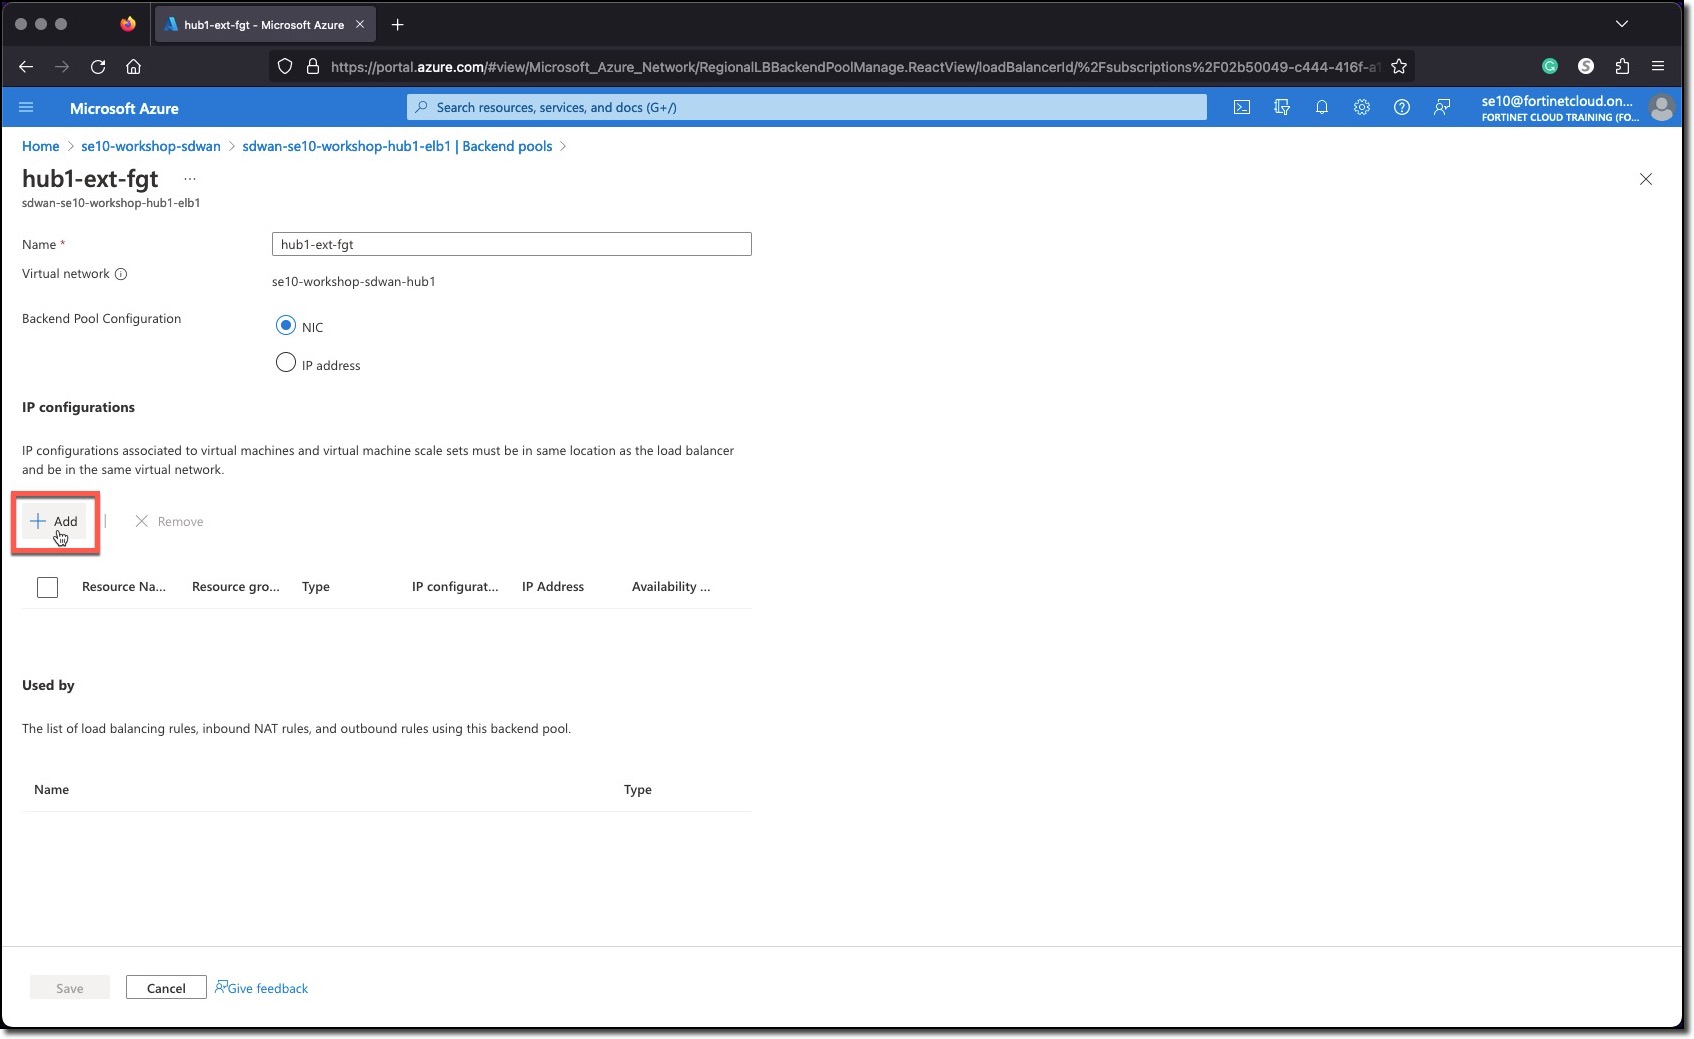 hub1-ext-fgt - Microsoft Azure
https://portal.azure.com/#view/Microsoft_Azure_Network/RegionalLBBackendPoolManage.ReactView/loadBalancerId/%2Fsubscriptions%2F02b50049-c444-416f-a1
Microsoft Azure
Search resources, services, and docs (G+/)
se10@fortinetcloud.on...
FORTINET CLOUD TRAINING (FO...
Home > se10-workshop-sdwan > sdwan-se10-workshop-hub1-elb1 | Backend pools >
hub1-ext-fgt ...
sdwan-se10-workshop-hub1-elb1
Name * hub1-ext-fgt
Virtual network se10-workshop-sdwan-hub1
Backend Pool Configuration NIC
IP address
IP configurations
IP configurations associated to virtual machines and virtual machine scale sets must be in same location as the load balancer
and be in the same virtual network.
Add | Remove
Resource Na... Resource gro... Type IP configurat... IP Address Availability ...
Used by
The list of load balancing rules, inbound NAT rules, and outbound rules using this backend pool.
Name Type
Save Cancel Give feedback